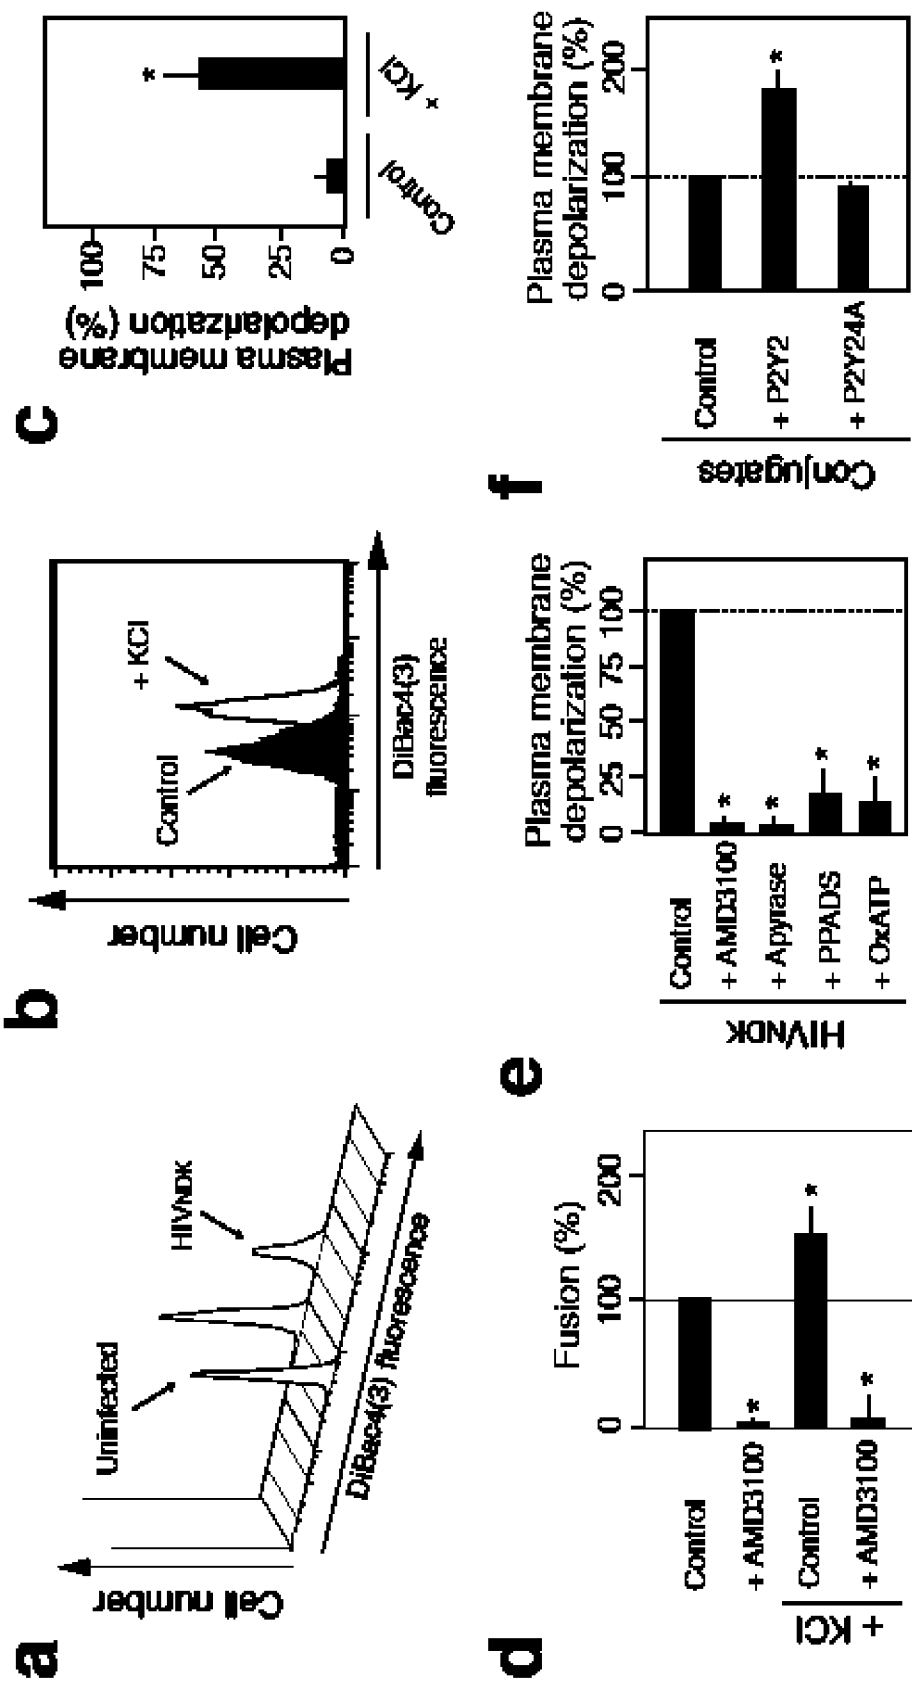 a
Cell number
Uninfected
HIVNDK
DiBac4(3) fluorescence
b
Cell number
Control
+ KCl
DiBac4(3)
fluorescence
c
Plasma membrane
depolarization (%)
100
75
50
25
0
*
Control
+ KCl
d
Fusion (%)
0
100
200
Control
+ AMD3100
*
+ KCl
Control
*
+ AMD3100
*
e
Plasma membrane
depolarization (%)
0
25
50
75
100
HIVNDK
Control
+ AMD3100
*
+ Apyrase
*
+ PPADS
*
+ OxATP
*
f
Plasma membrane
depolarization (%)
0
100
200
Conjugates
Control
+ P2Y2
*
+ P2Y24A